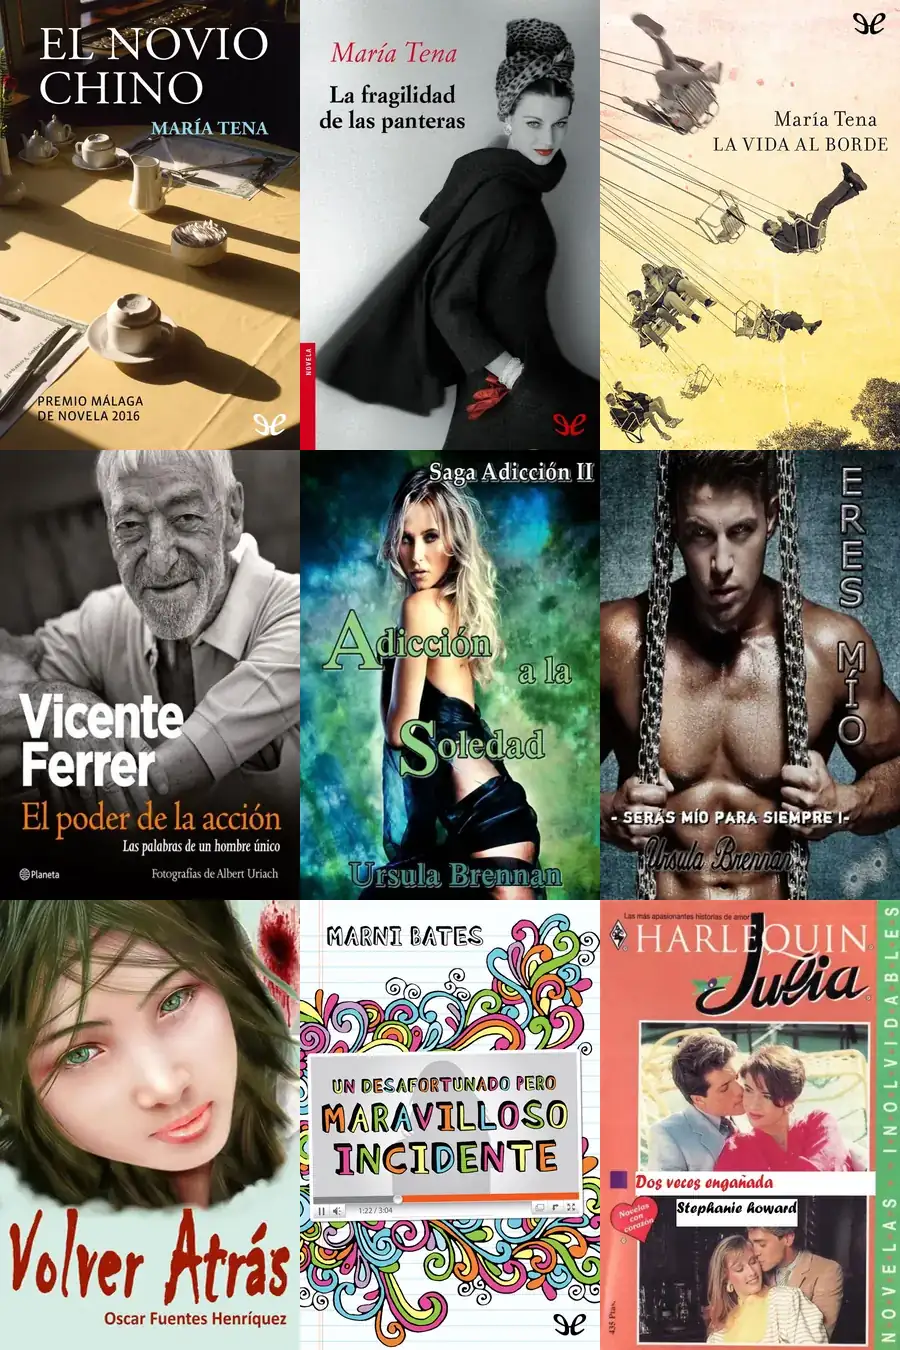 EL NOVIO
CHINO
MARÍA TENA
PREMIO MÁLAGA
DE NOVELA 2016
María Tena
La fragilidad
de las panteras
NOVELA
María Tena
LA VIDA AL BORDE
Vicente
Ferrer
El poder de la acción
Las palabras de un hombre único
Planeta
Fotografías de Albert Uriach
Saga Adicción II
Adicción
a la
Soledad
Ursula Brennan
ERES MÍO
- SERÁS MÍO PARA SIEMPRE I-
Ursula Brennan
Volver Atrás
Oscar Fuentes Henríquez
MARNI BATES
UN DESAFORTUNADO PERO
MARAVILLOSO
INCIDENTE
1:22 / 3:04
Las más apasionantes historias de amor
HARLEQUIN
Julia
Dos veces engañada
Stephanie howard
Novelas
con
corazón
435 Ptas.
NOVELAS INOLVIDABLES